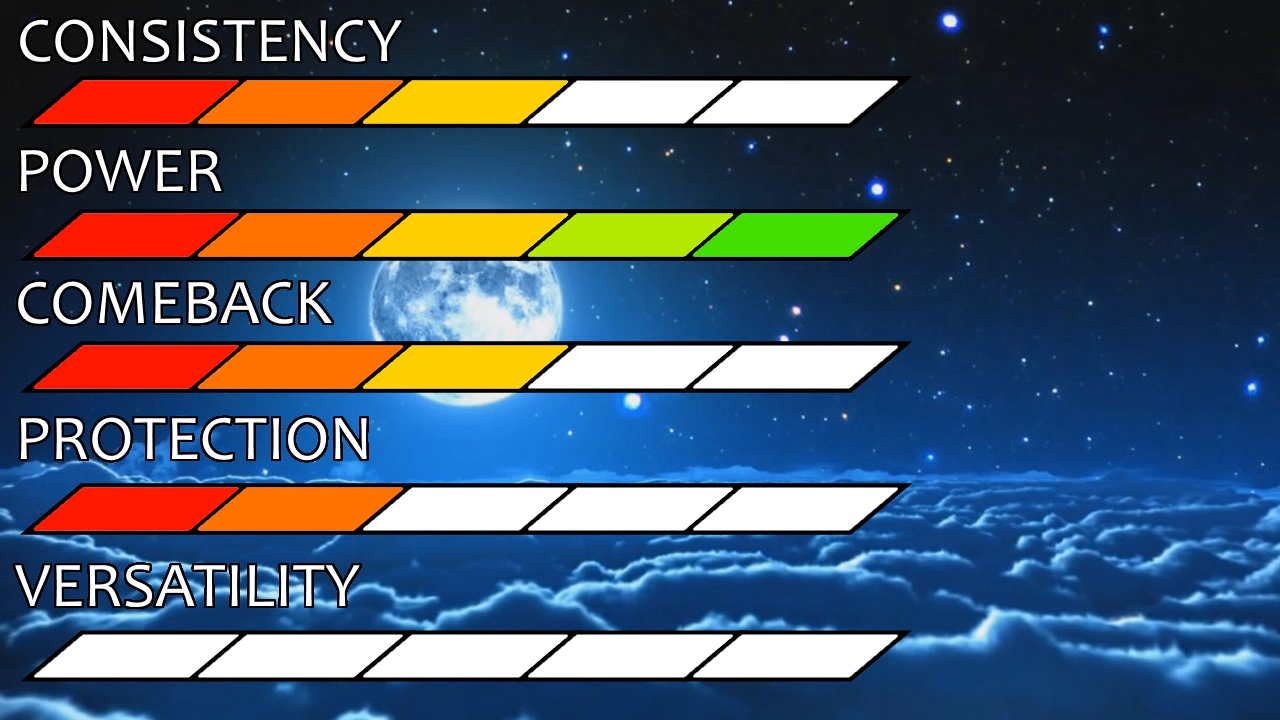 CONSISTENCY
POWER
COMEBACK
PROTECTION
VERSATILITY